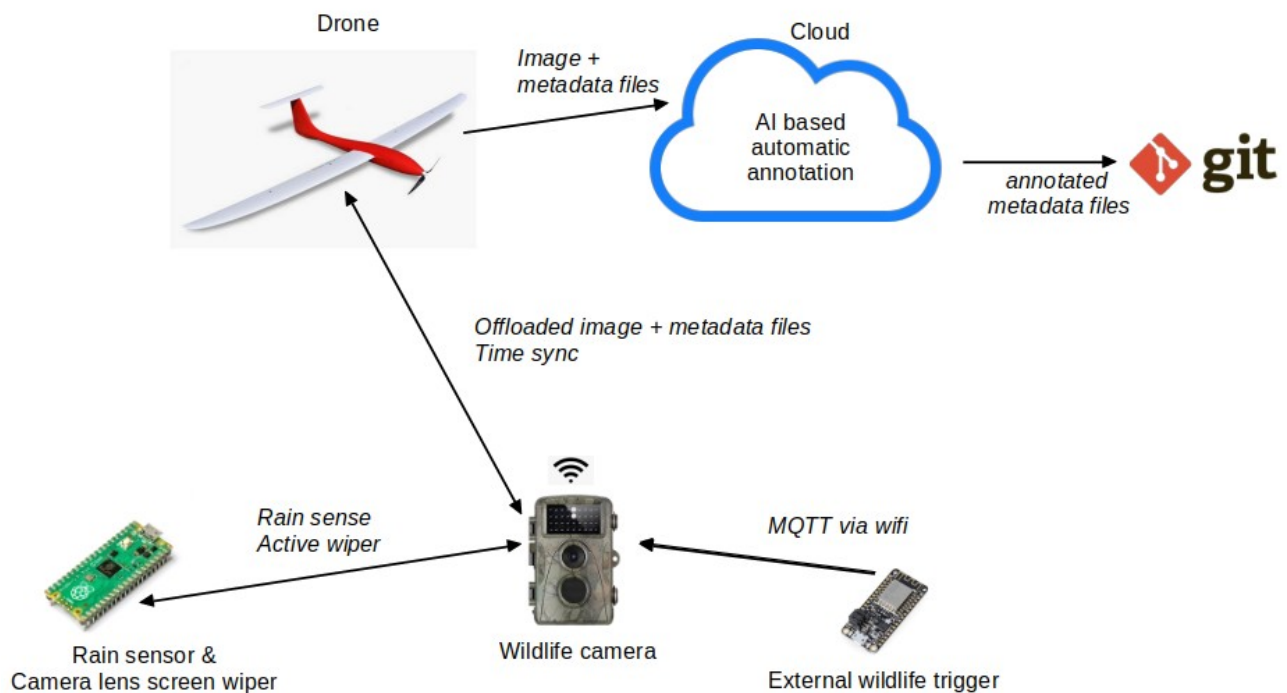 Drone
Cloud
Image +
metadata files
AI based
automatic
annotation
git
annotated
metadata files
Offloaded image + metadata files
Time sync
Rain sense
Active wiper
MQTT via wifi
Rain sensor &
Camera lens screen wiper
Wildlife camera
External wildlife trigger